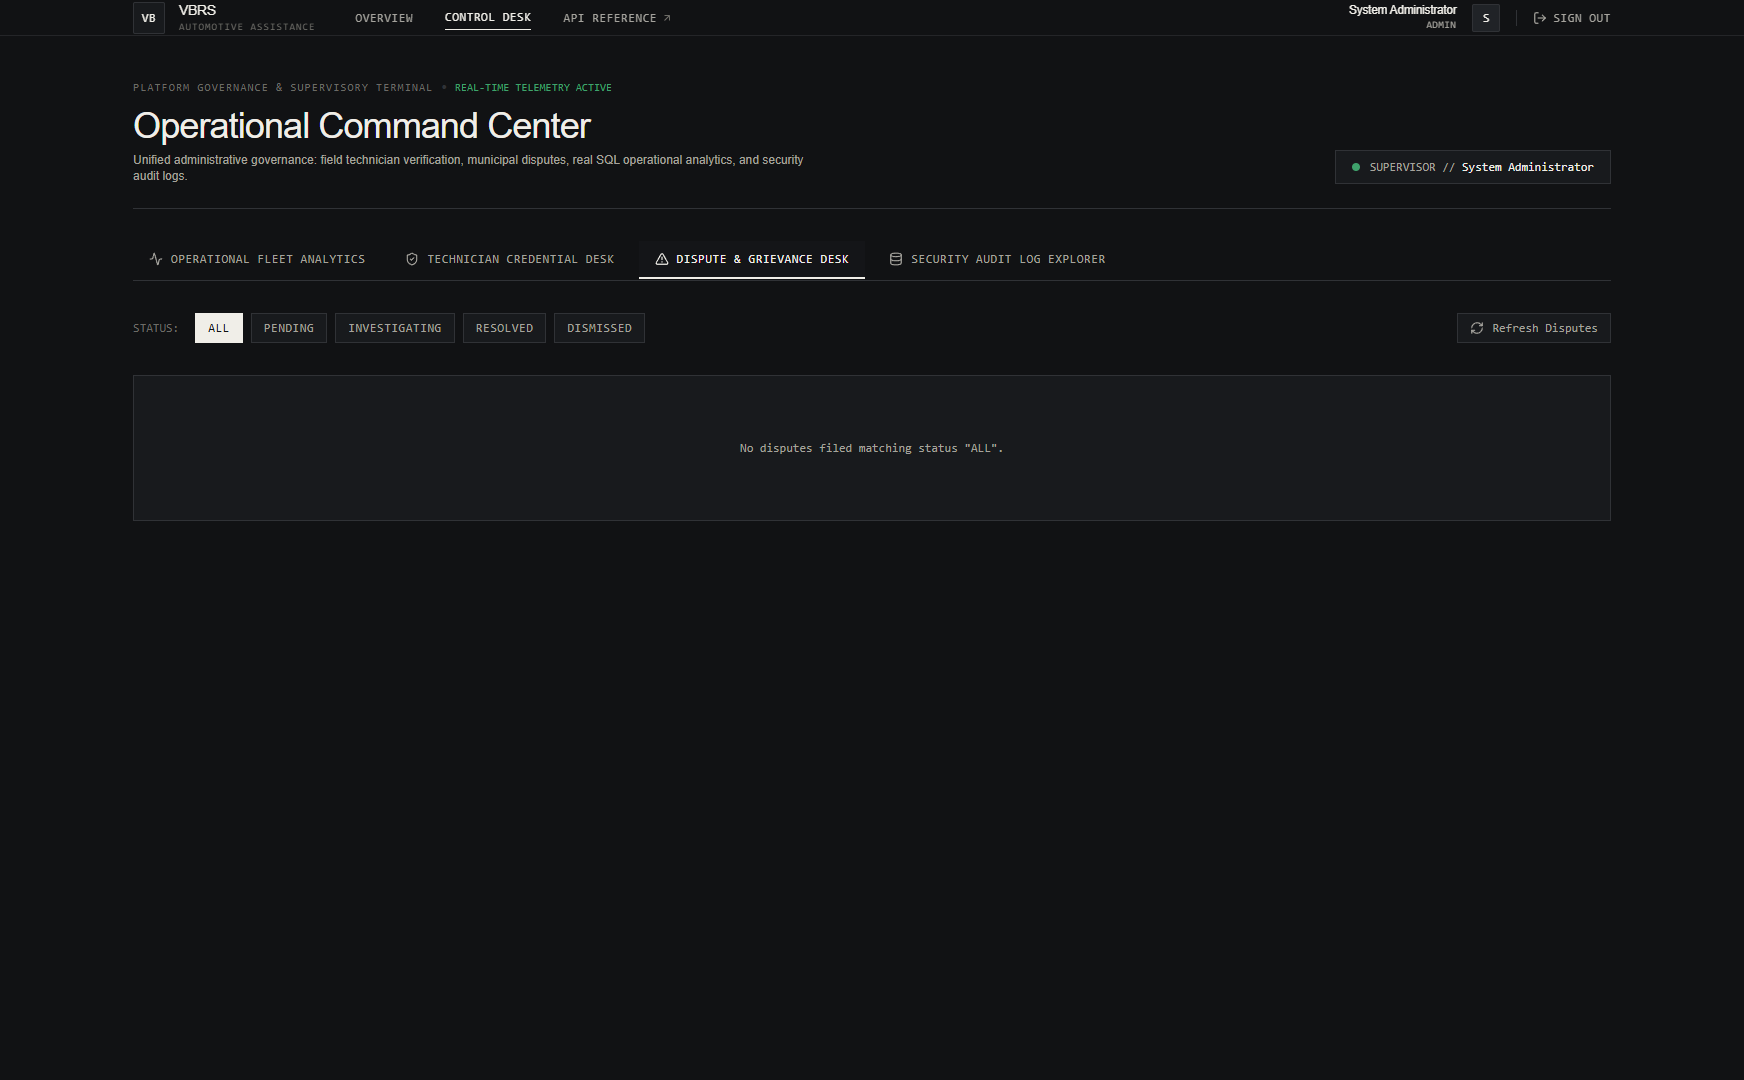 VB
VBRS
AUTOMOTIVE ASSISTANCE
OVERVIEW
CONTROL DESK
API REFERENCE ↗
System Administrator
ADMIN
S
SIGN OUT
PLATFORM GOVERNANCE & SUPERVISORY TERMINAL • REAL-TIME TELEMETRY ACTIVE
Operational Command Center
Unified administrative governance: field technician verification, municipal disputes, real SQL operational analytics, and security
audit logs.
SUPERVISOR // System Administrator
OPERATIONAL FLEET ANALYTICS
TECHNICIAN CREDENTIAL DESK
DISPUTE & GRIEVANCE DESK
SECURITY AUDIT LOG EXPLORER
STATUS:
ALL
PENDING
INVESTIGATING
RESOLVED
DISMISSED
Refresh Disputes
No disputes filed matching status "ALL".